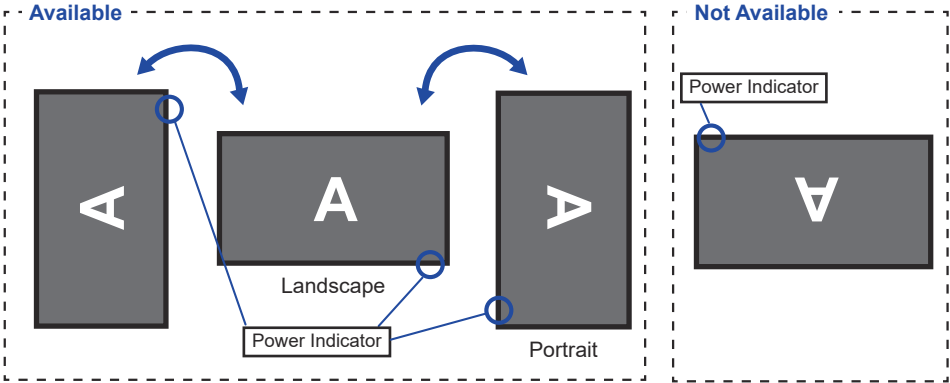 Available
Not Available
Power Indicator
A
A
A
A
Landscape
Power Indicator
Portrait